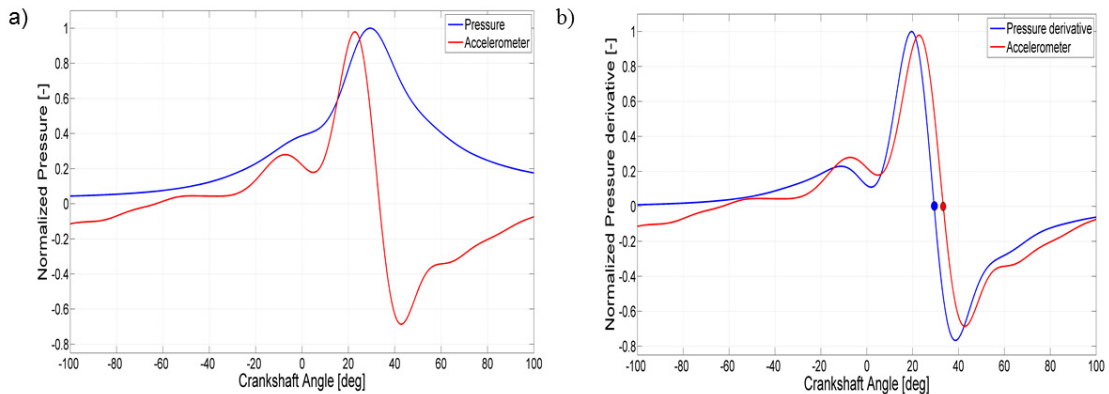 a)
Pressure
Accelerometer
Normalized Pressure [-]
1
0.8
0.6
0.4
0.2
0
-0.2
-0.4
-0.6
-0.8
-100 -80 -60 -40 -20 0 20 40 60 80 100
Crankshaft Angle [deg]
b)
Pressure derivative
Accelerometer
Normalized Pressure derivative [-]
1
0.8
0.6
0.4
0.2
0
-0.2
-0.4
-0.6
-0.8
-100 -80 -60 -40 -20 0 20 40 60 80 100
Crankshaft Angle [deg]